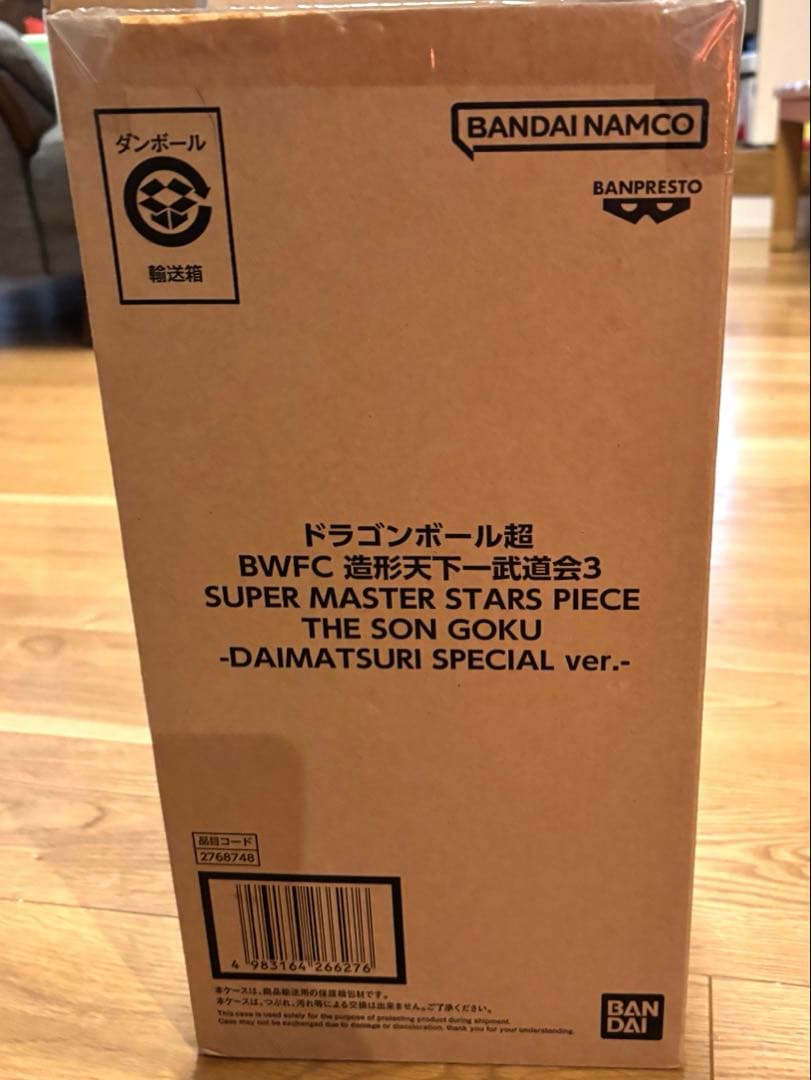 ダンボール
輸送箱
BANDAI NAMCO
BANPRESTO
ドラゴンボール超
BWFC 造形天下一武道会3
SUPER MASTER STARS PIECE
THE SON GOKU
-DAIMATSURI SPECIAL ver.-
品目コード
2768748
4 983164 266276
本ケースは、商品輸送用の保護梱包材です。
本ケースは、つぶれ、汚れ等による交換は出来ません。ご了承ください。
This case is used solely for the purpose of protecting product during shipment.
Case may not be exchanged due to damage or discoloration. thank you for your understanding.
BAN
DAI